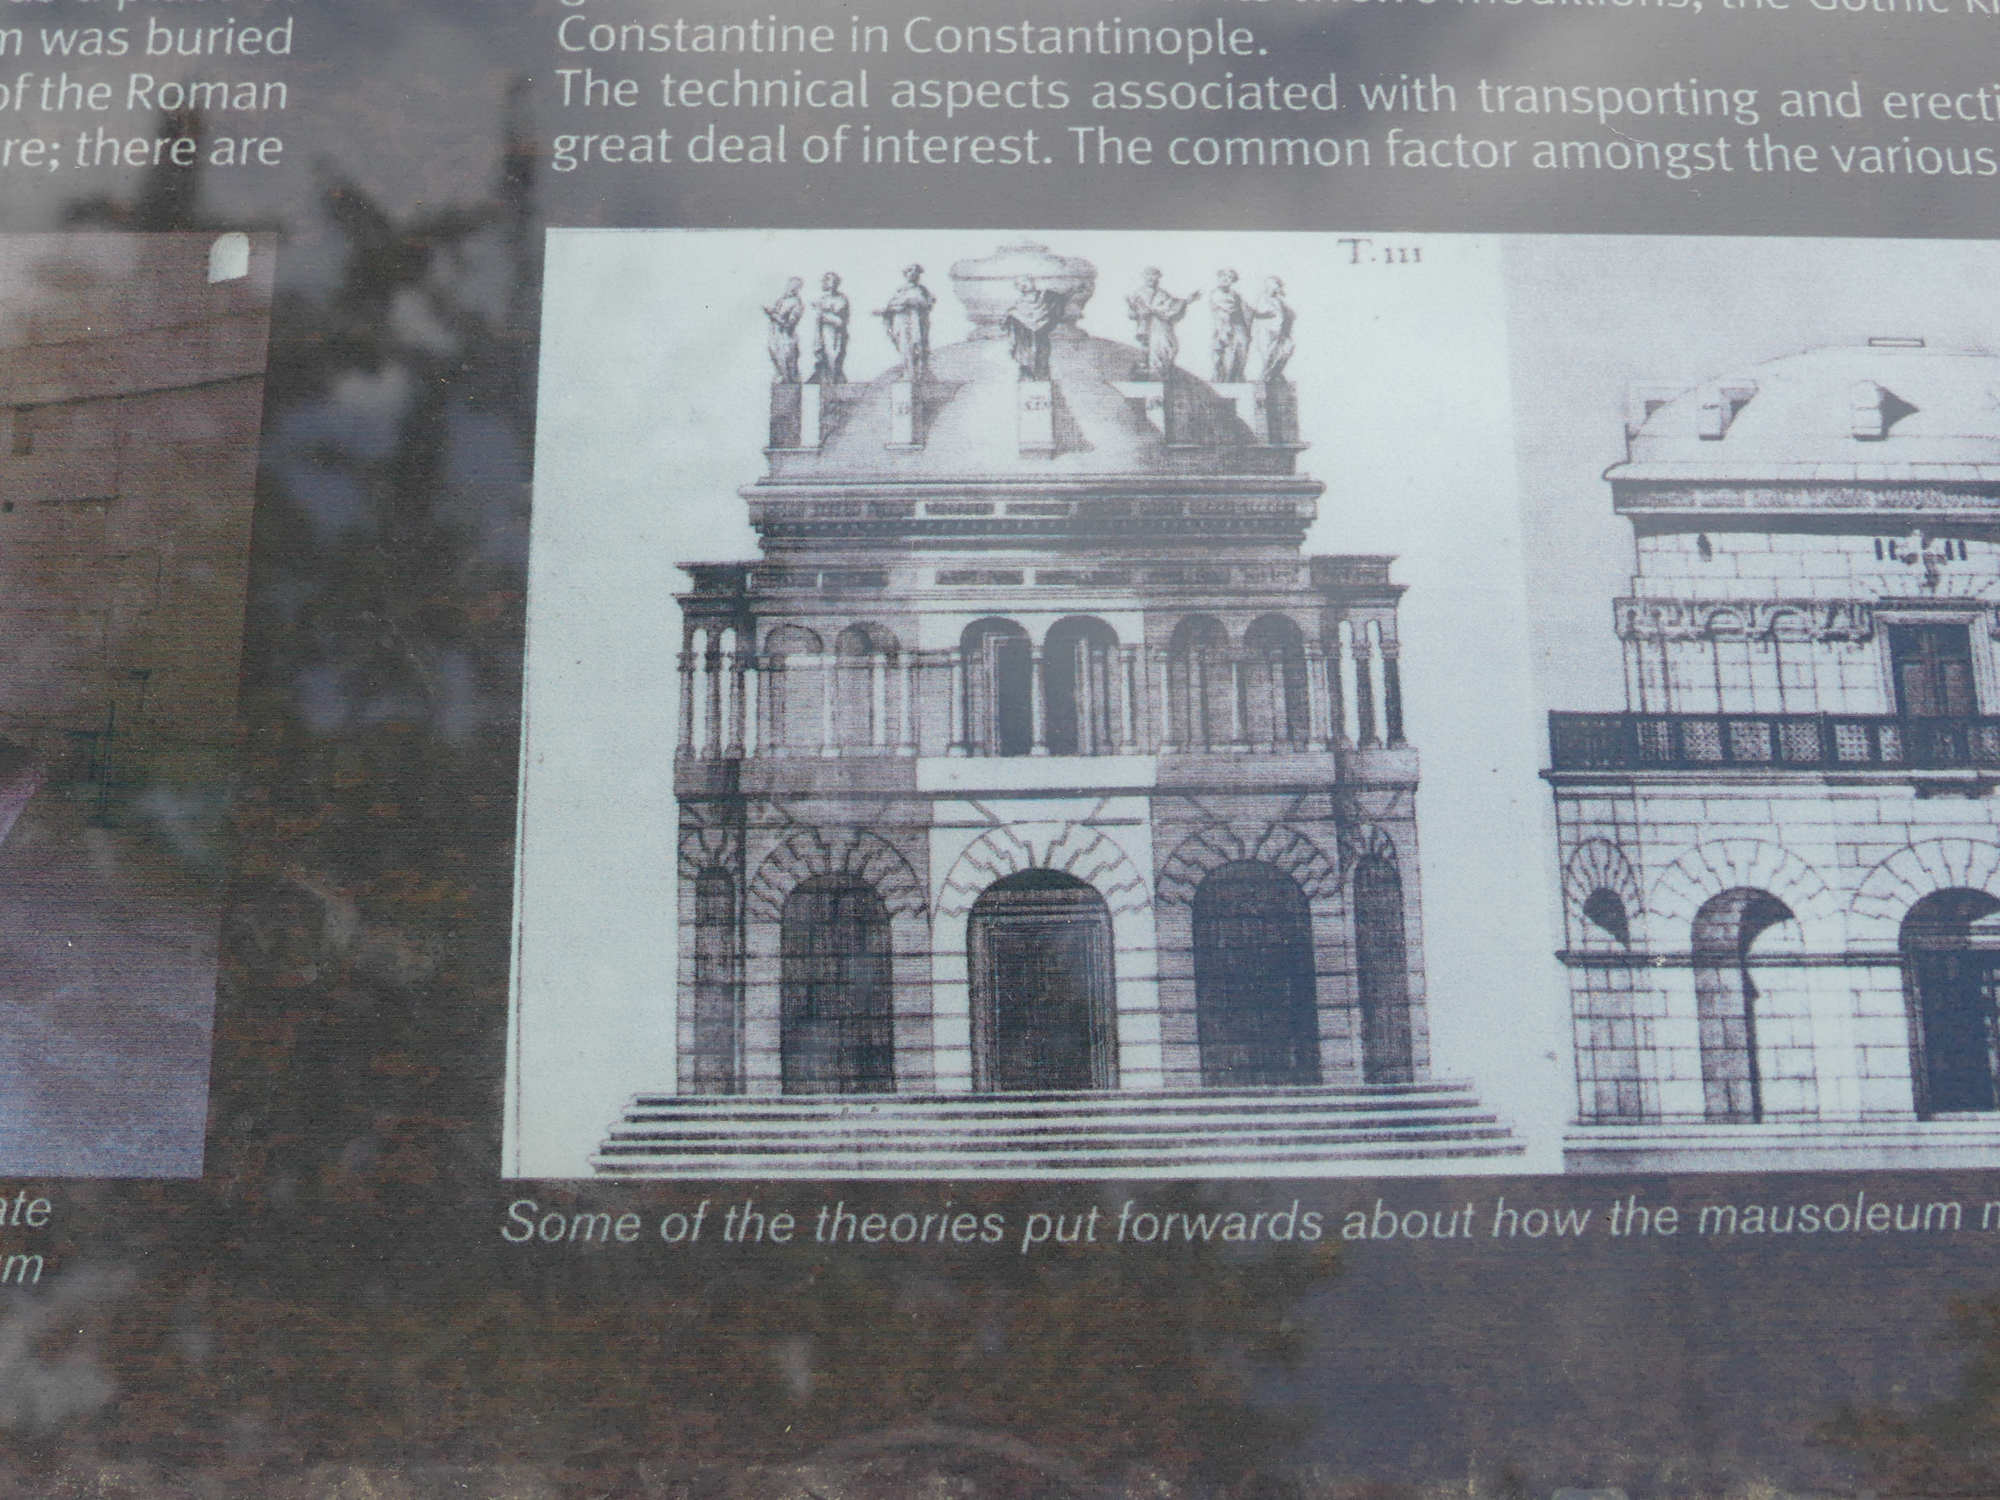 m was buried
of the Roman
re; there are
Constantine in Constantinople.
The technical aspects associated with transporting and erecti
great deal of interest. The common factor amongst the various
T. III
ate
um
Some of the theories put forwards about how the mausoleum m